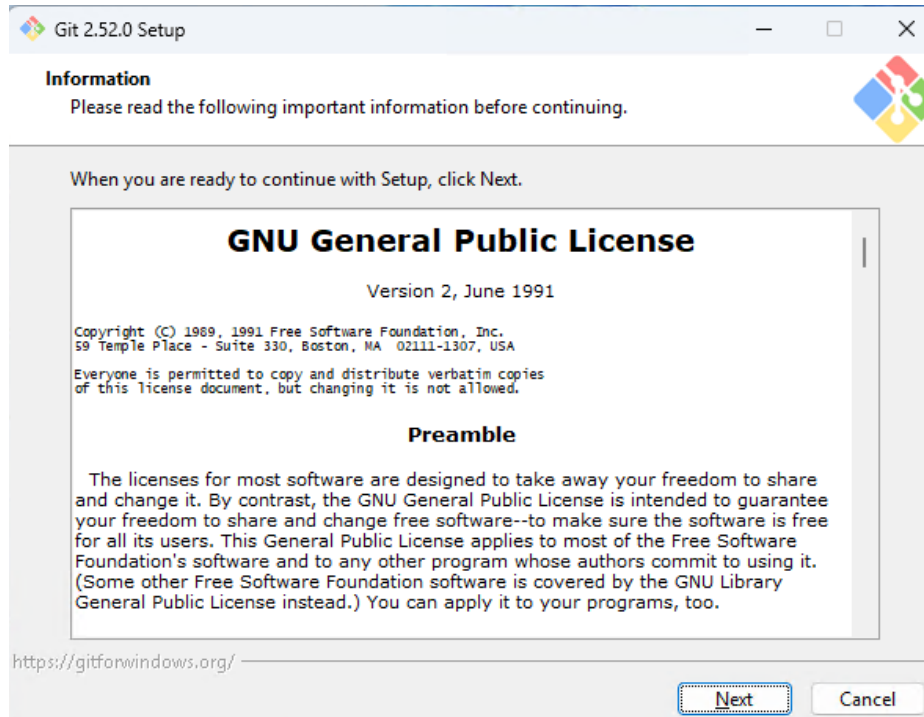 Git 2.52.0 Setup
Information
Please read the following important information before continuing.
When you are ready to continue with Setup, click Next.
GNU General Public License
Version 2, June 1991
Copyright (C) 1989, 1991 Free Software Foundation, Inc.
59 Temple Place - Suite 330, Boston, MA  02111-1307, USA
Everyone is permitted to copy and distribute verbatim copies
of this license document, but changing it is not allowed.
Preamble
The licenses for most software are designed to take away your freedom to share
and change it. By contrast, the GNU General Public License is intended to guarantee
your freedom to share and change free software--to make sure the software is free
for all its users. This General Public License applies to most of the Free Software
Foundation's software and to any other program whose authors commit to using it.
(Some other Free Software Foundation software is covered by the GNU Library
General Public License instead.) You can apply it to your programs, too.
https://gitforwindows.org/
Next
Cancel